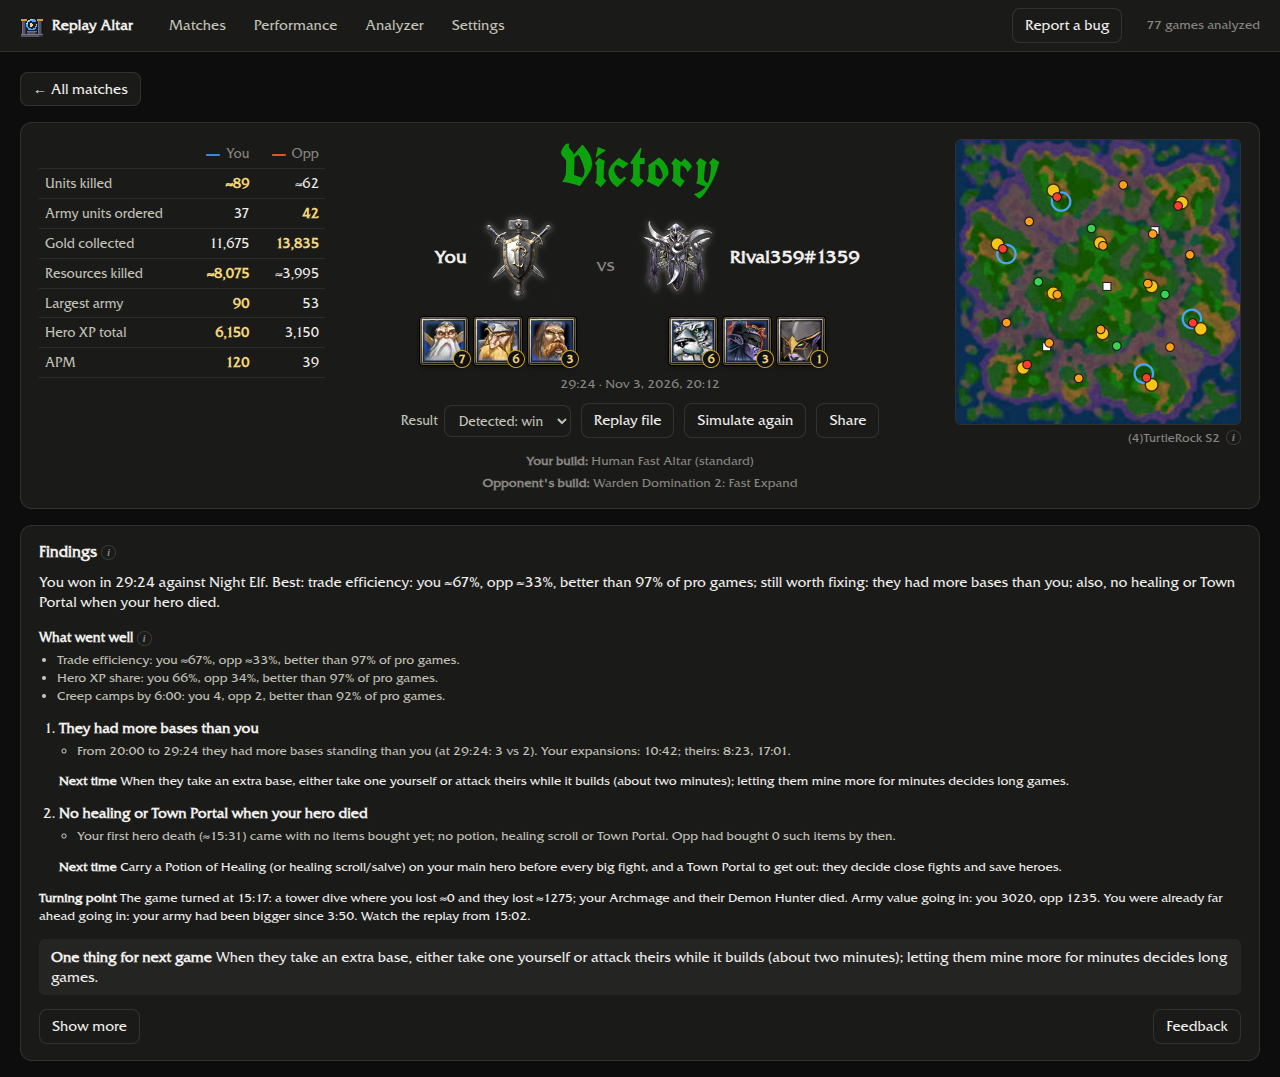 Replay Altar Matches Performance Analyzer Settings Report a bug 77 games analyzed
← All matches
You Opp
Units killed ≈89 ≈62
Army units ordered 37 42
Gold collected 11,675 13,835
Resources killed ≈8,075 ≈3,995
Largest army 90 53
Hero XP total 6,150 3,150
APM 120 39
Victory
You vs Rival359#1359
7 6 3 6 3 1
29:24 · Nov 3, 2026, 20:12
Result Detected: win Replay file Simulate again Share
Your build: Human Fast Altar (standard)
Opponent's build: Warden Domination 2: Fast Expand
(4)TurtleRock S2 i
Findings i
You won in 29:24 against Night Elf. Best: trade efficiency: you ≈67%, opp ≈33%, better than 97% of pro games; still worth fixing: they had more bases than you; also, no healing or Town
Portal when your hero died.
What went well i
• Trade efficiency: you ≈67%, opp ≈33%, better than 97% of pro games.
• Hero XP share: you 66%, opp 34%, better than 97% of pro games.
• Creep camps by 6:00: you 4, opp 2, better than 92% of pro games.
1. They had more bases than you
◦ From 20:00 to 29:24 they had more bases standing than you (at 29:24: 3 vs 2). Your expansions: 10:42; theirs: 8:23, 17:01.
Next time When they take an extra base, either take one yourself or attack theirs while it builds (about two minutes); letting them mine more for minutes decides long games.
2. No healing or Town Portal when your hero died
◦ Your first hero death (≈15:31) came with no items bought yet; no potion, healing scroll or Town Portal. Opp had bought 0 such items by then.
Next time Carry a Potion of Healing (or healing scroll/salve) on your main hero before every big fight, and a Town Portal to get out: they decide close fights and save heroes.
Turning point The game turned at 15:17: a tower dive where you lost ≈0 and they lost ≈1275; your Archmage and their Demon Hunter died. Army value going in: you 3020, opp 1235. You were already far
ahead going in: your army had been bigger since 3:50. Watch the replay from 15:02.
One thing for next game When they take an extra base, either take one yourself or attack theirs while it builds (about two minutes); letting them mine more for minutes decides long
games.
Show more Feedback